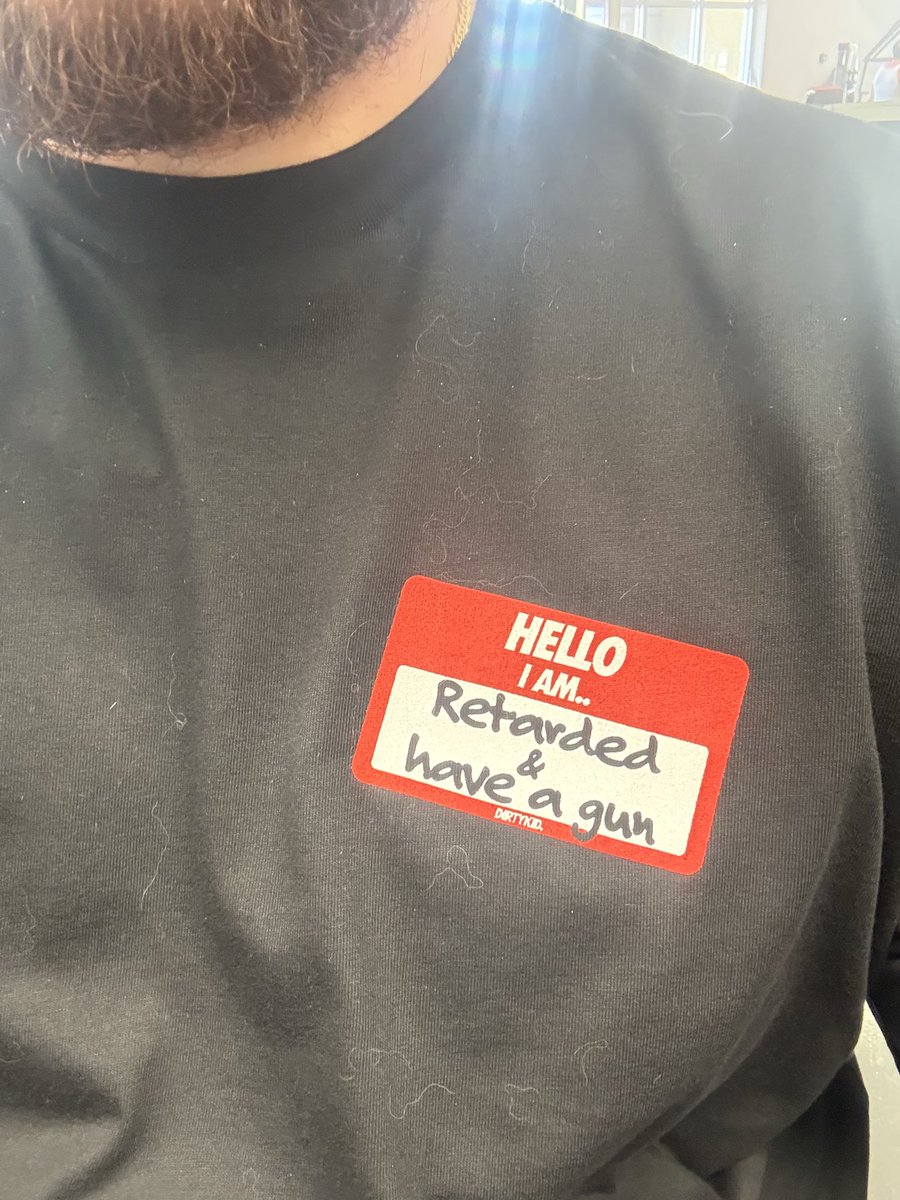 HELLO
I AM..
Retarded
&
have a gun
DIRTYKID.